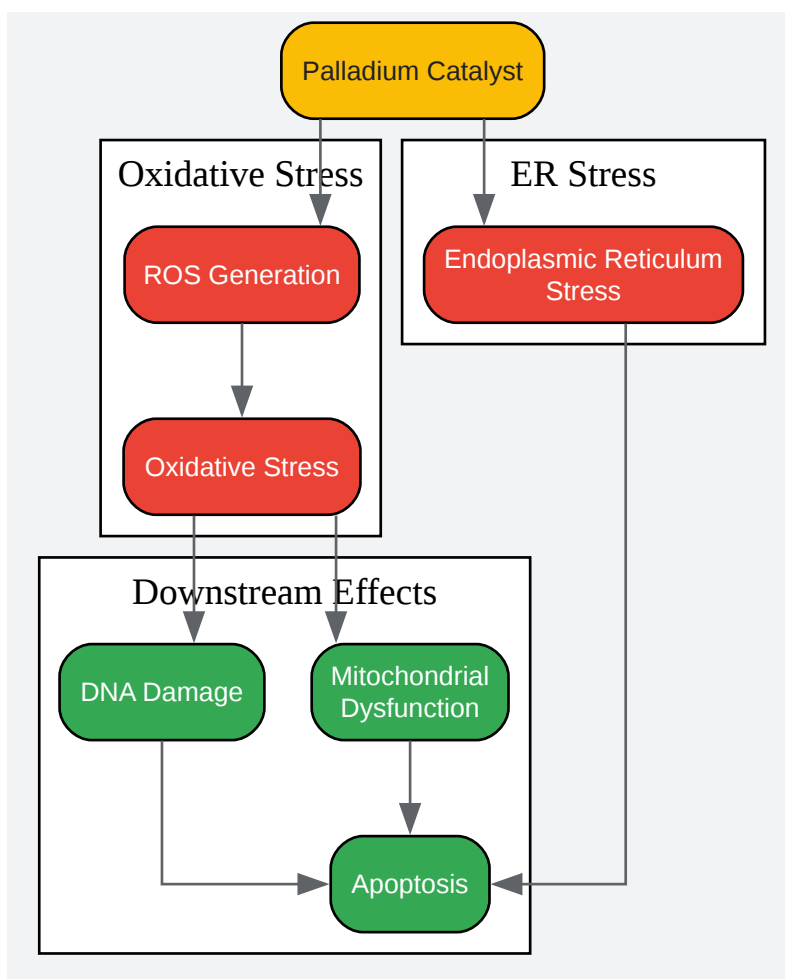 Palladium Catalyst
Oxidative Stress
ER Stress
ROS Generation
Endoplasmic Reticulum
Stress
Oxidative Stress
Downstream Effects
DNA Damage
Mitochondrial
Dysfunction
Apoptosis